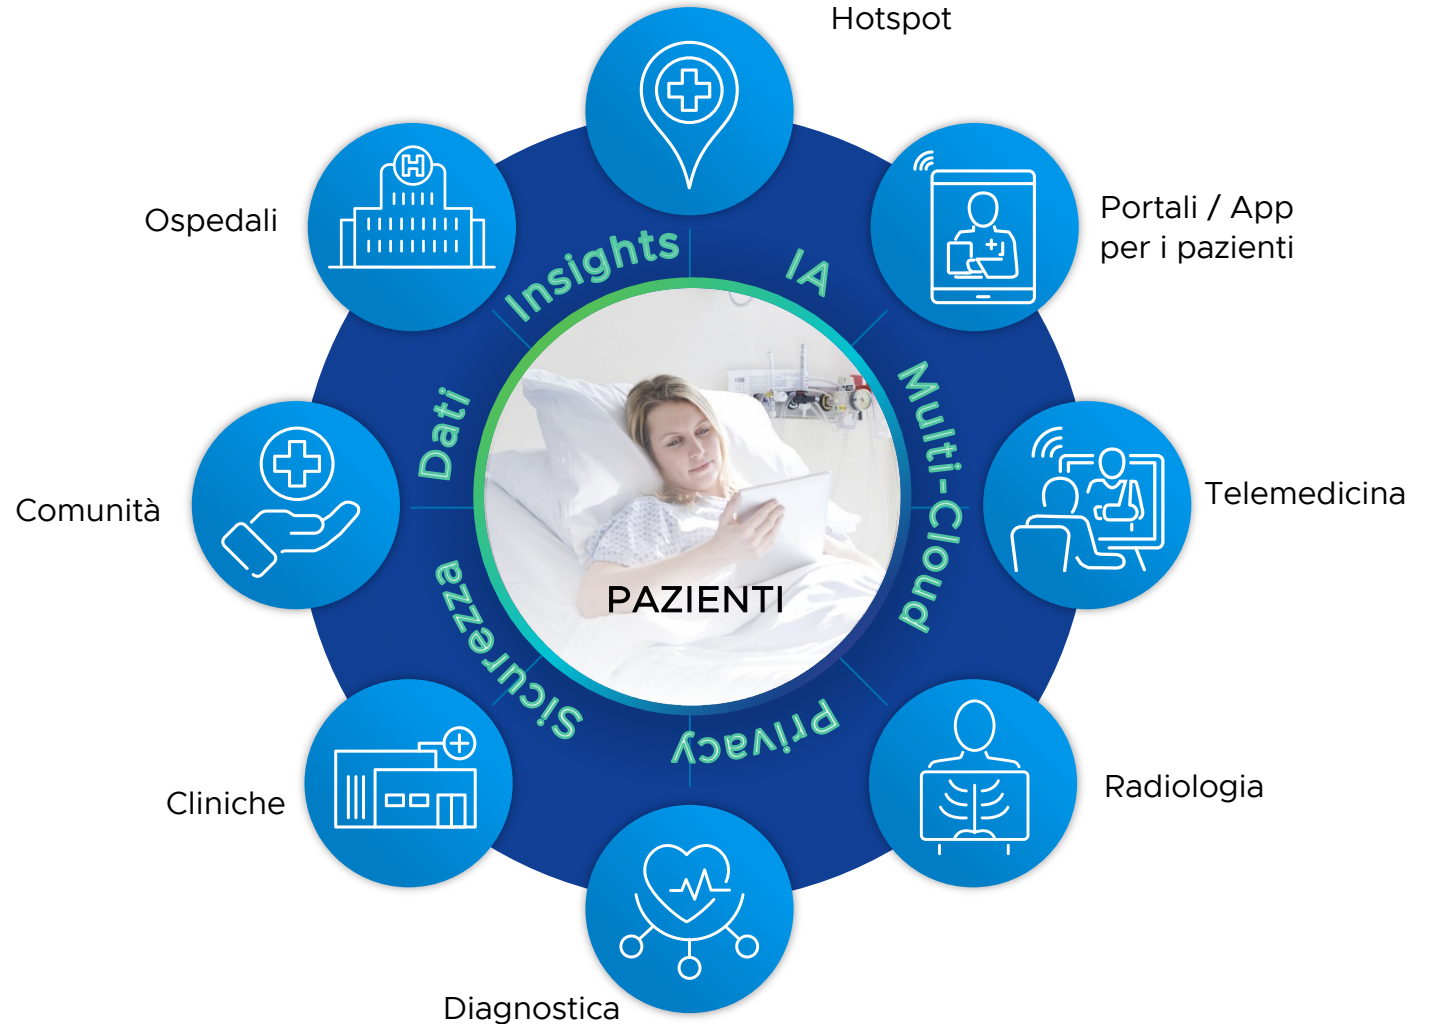 Hotspot
Portali / App
per i pazienti
Telemedicina
Radiologia
Diagnostica
Cliniche
Comunità
Ospedali
H
Insights
IA
Multi-Cloud
Privacy
Sicurezza
Dati
PAZIENTI